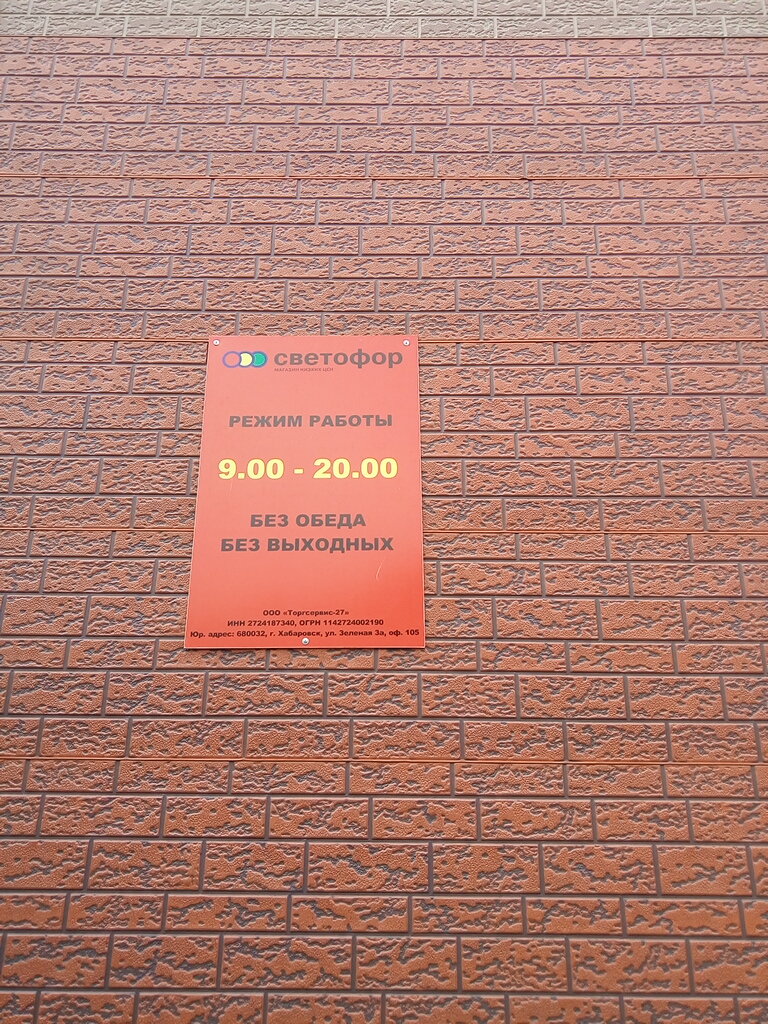 светофор
МАГАЗИН НИЗКИХ ЦЕН
РЕЖИМ РАБОТЫ
9.00 - 20.00
БЕЗ ОБЕДА
БЕЗ ВЫХОДНЫХ
ООО «Торгсервис-27»
ИНН 2724187340, ОГРН 1142724002190
Юр. адрес: 680032, г. Хабаровск, ул. Зеленая 3а, оф. 105